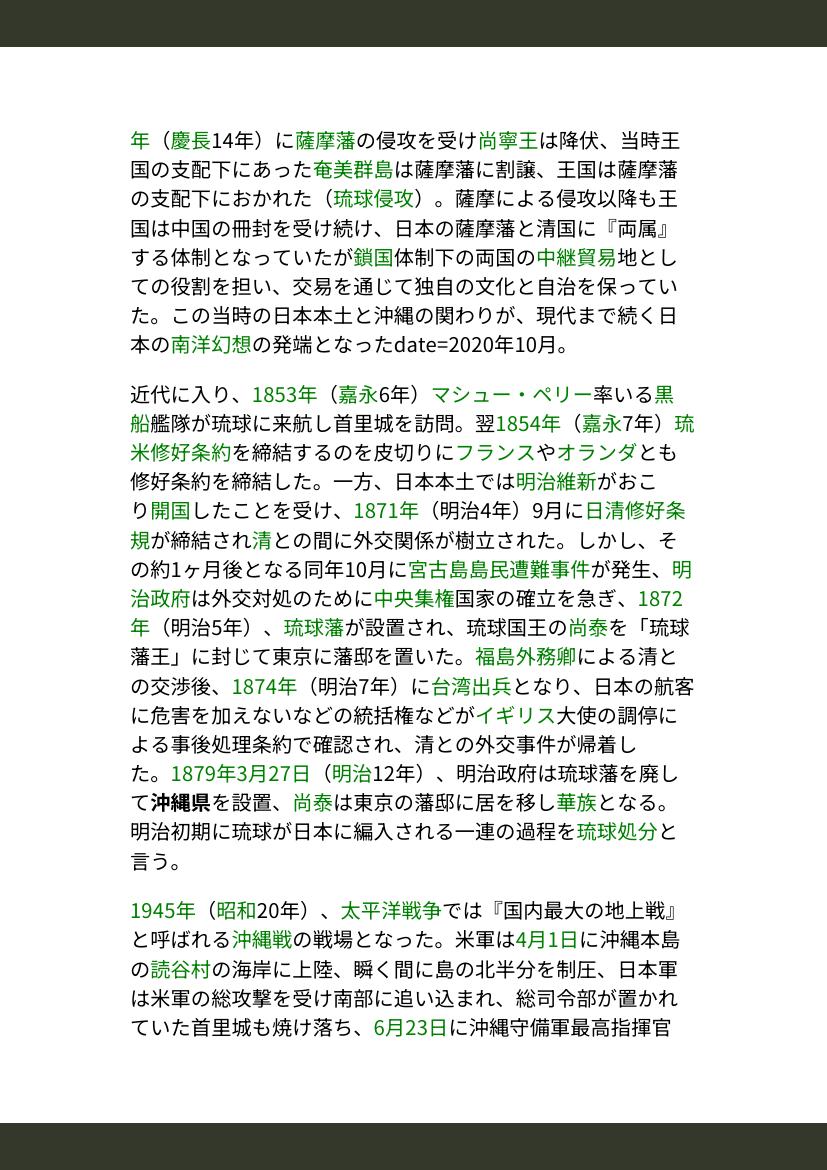 年（慶長14年）に薩摩藩の侵攻を受け尚寧王は降伏、当時王
国の支配下にあった奄美群島は薩摩藩に割譲、王国は薩摩藩
の支配下におかれた（琉球侵攻）。薩摩による侵攻以降も王
国は中国の冊封を受け続け、日本の薩摩藩と清国に『両属』
する体制となっていたが鎖国体制下の両国の中継貿易地とし
ての役割を担い、交易を通じて独自の文化と自治を保ってい
た。この当時の日本本土と沖縄の関わりが、現代まで続く日
本の南洋幻想の発端となったdate=2020年10月。
近代に入り、1853年（嘉永6年）マシュー・ペリー率いる黒
船艦隊が琉球に来航し首里城を訪問。翌1854年（嘉永7年）琉
米修好条約を締結するのを皮切りにフランスやオランダとも
修好条約を締結した。一方、日本本土では明治維新がおこ
り開国したことを受け、1871年（明治4年）9月に日清修好条
規が締結され清との間に外交関係が樹立された。しかし、そ
の約1ヶ月後となる同年10月に宮古島島民遭難事件が発生、明
治政府は外交対処のために中央集権国家の確立を急ぎ、1872
年（明治5年）、琉球藩が設置され、琉球国王の尚泰を「琉球
藩王」に封じて東京に藩邸を置いた。福島外務卿による清と
の交渉後、1874年（明治7年）に台湾出兵となり、日本の航客
に危害を加えないなどの統括権などがイギリス大使の調停に
よる事後処理条約で確認され、清との外交事件が帰着し
た。1879年3月27日（明治12年）、明治政府は琉球藩を廃し
て沖縄県を設置、尚泰は東京の藩邸に居を移し華族となる。
明治初期に琉球が日本に編入される一連の過程を琉球処分と
言う。
1945年（昭和20年）、太平洋戦争では『国内最大の地上戦』
と呼ばれる沖縄戦の戦場となった。米軍は4月1日に沖縄本島
の読谷村の海岸に上陸、瞬く間に島の北半分を制圧、日本軍
は米軍の総攻撃を受け南部に追い込まれ、総司令部が置かれ
ていた首里城も焼け落ち、6月23日に沖縄守備軍最高指揮官